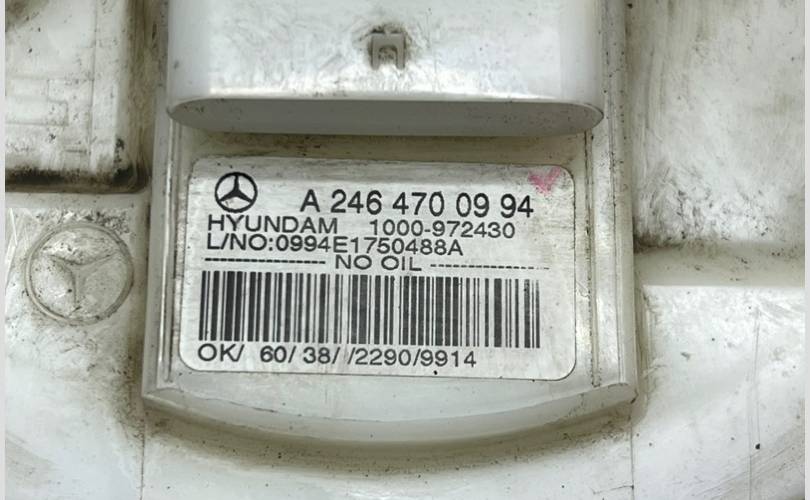 A 246 470 09 94
HYUNDAM 1000-972430
L/NO:0994E1750488A
--------------- NO OIL ---------------
OK/ 60/ 38/ /2290/9914